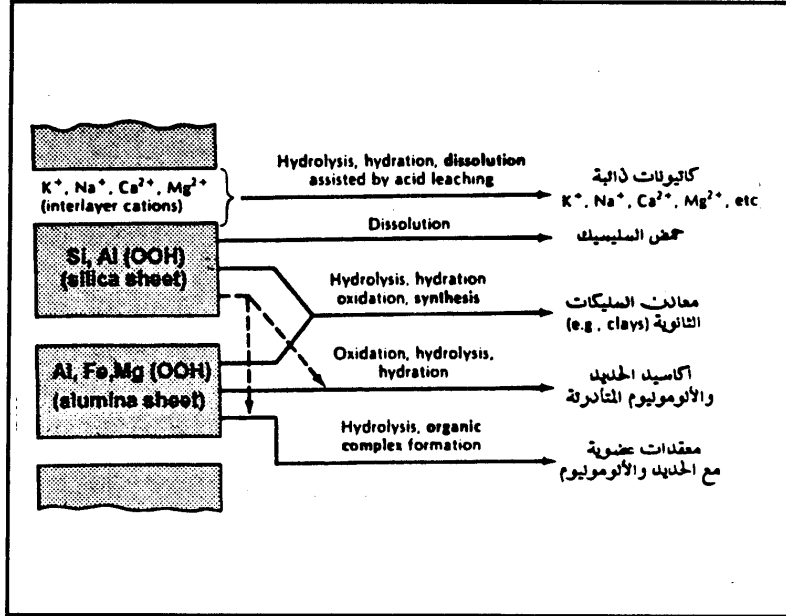 Hydrolysis, hydration, dissolution
assisted by acid leaching
كاتيونات ذائبة
K⁺, Na⁺, Ca²⁺, Mg²⁺, etc
K⁺, Na⁺, Ca²⁺, Mg²⁺
(interlayer cations)
Dissolution
حمض السليسيك
Si, Al (OOH)
(silica sheet)
Hydrolysis, hydration
oxidation, synthesis
معادن السليكات
الثانوية (e.g., clays)
Al, Fe,Mg (OOH)
(alumina sheet)
Oxidation, hydrolysis,
hydration
أكاسيد الحديد
والألومونيوم المتأدرتة
Hydrolysis, organic
complex formation
معقدات عضوية
مع الحديد والألومونيوم